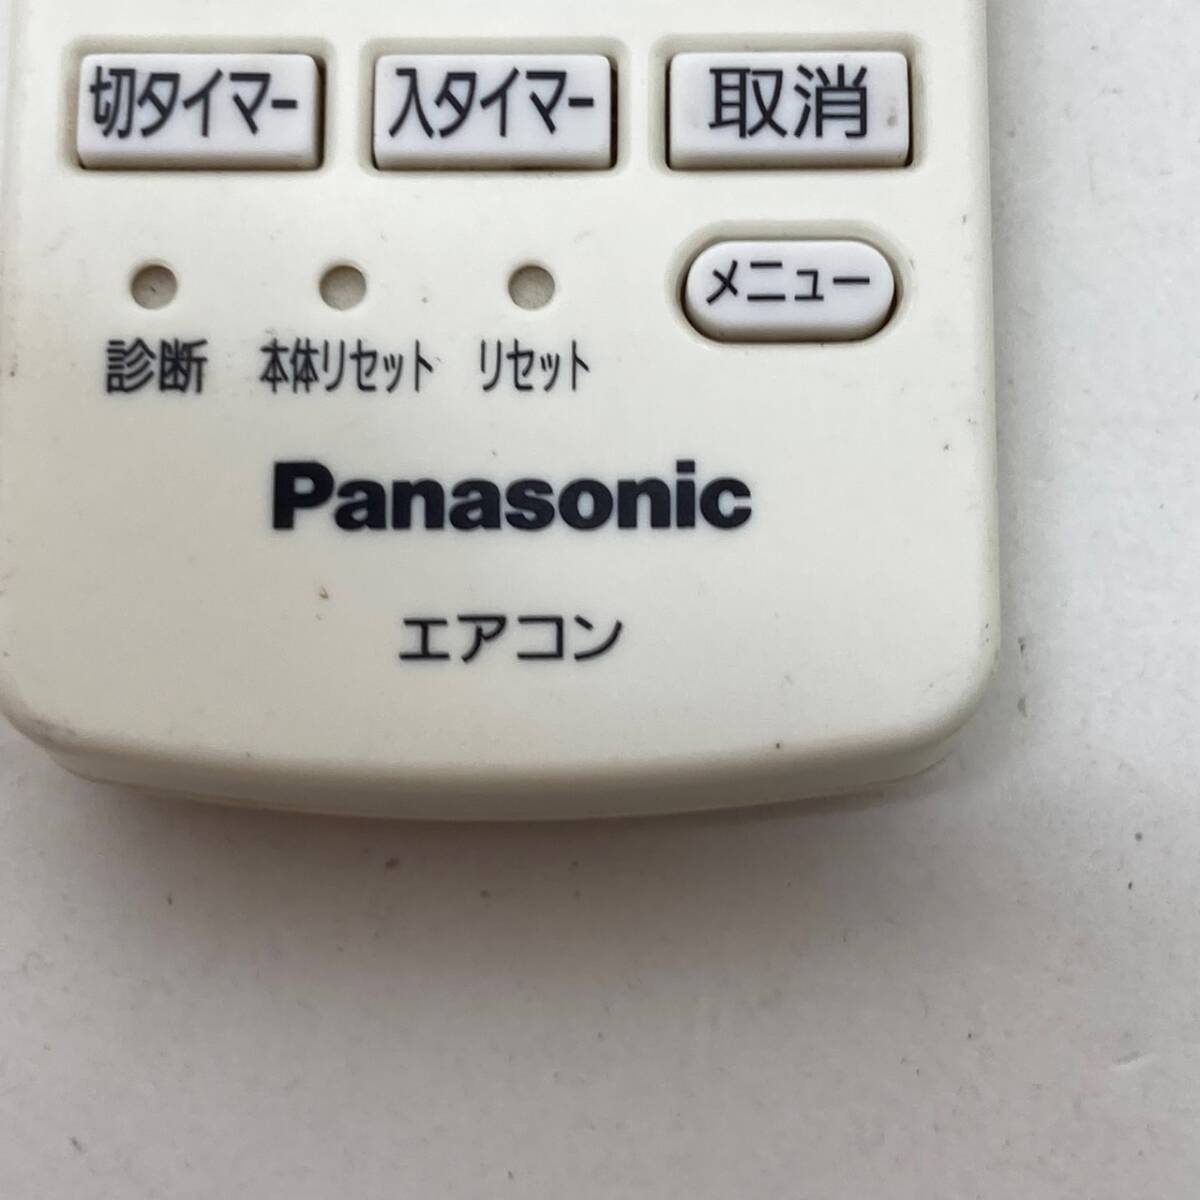 切タイマー 入タイマー 取消
メニュー
診断 本体リセット リセット
Panasonic
エアコン